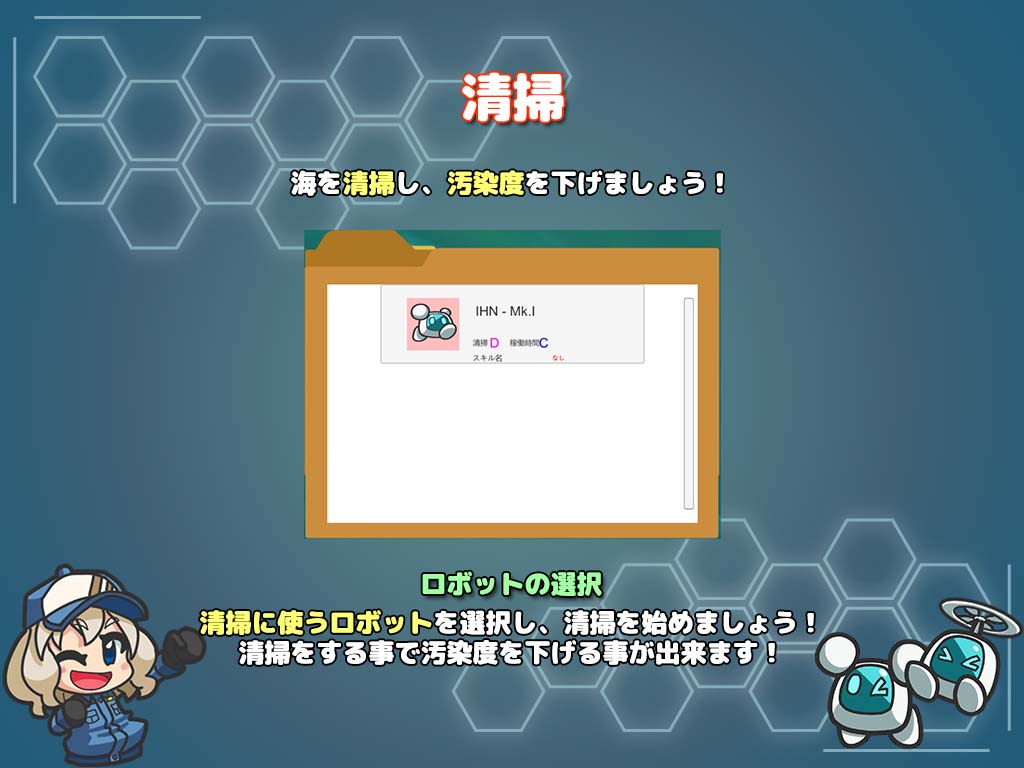 清掃
海を清掃し、汚染度を下げましょう！
IHN - Mk.I
清掃 D 稼働時間C
スキル名 なし
ロボットの選択
清掃に使うロボットを選択し、清掃を始めましょう！
清掃をする事で汚染度を下げる事が出来ます！